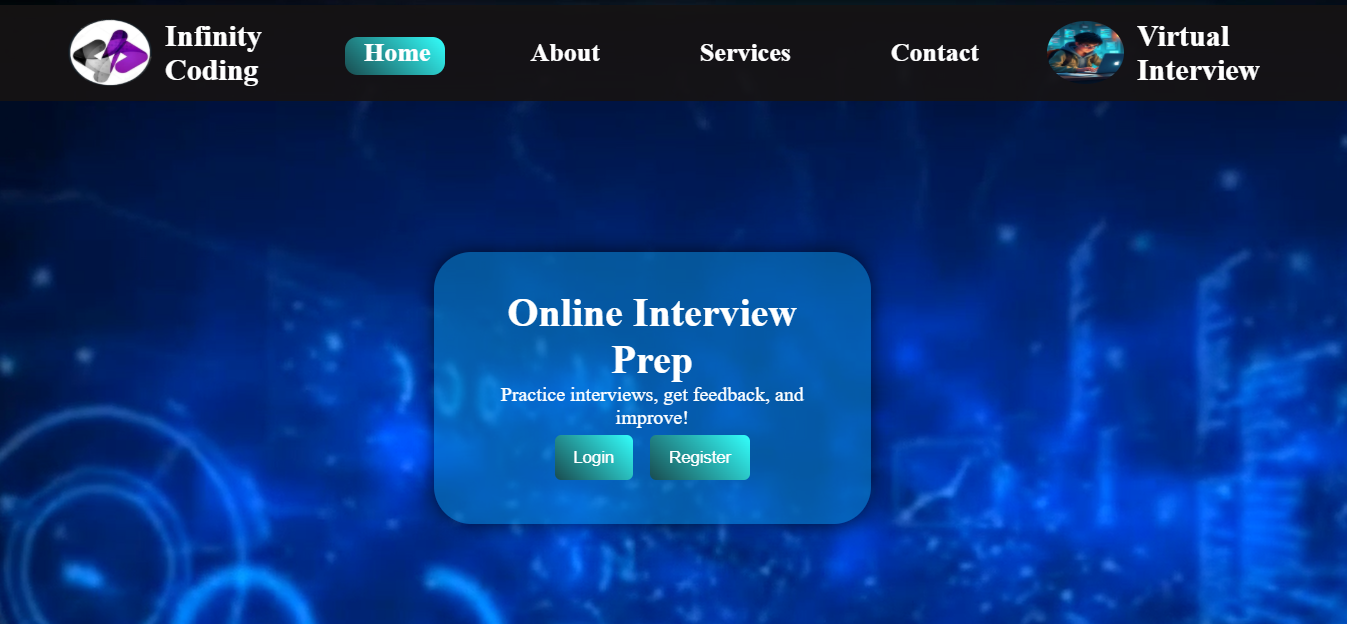 Infinity
Coding
Home
About
Services
Contact
Virtual
Interview
Online Interview
Prep
Practice interviews, get feedback, and
improve!
Login
Register